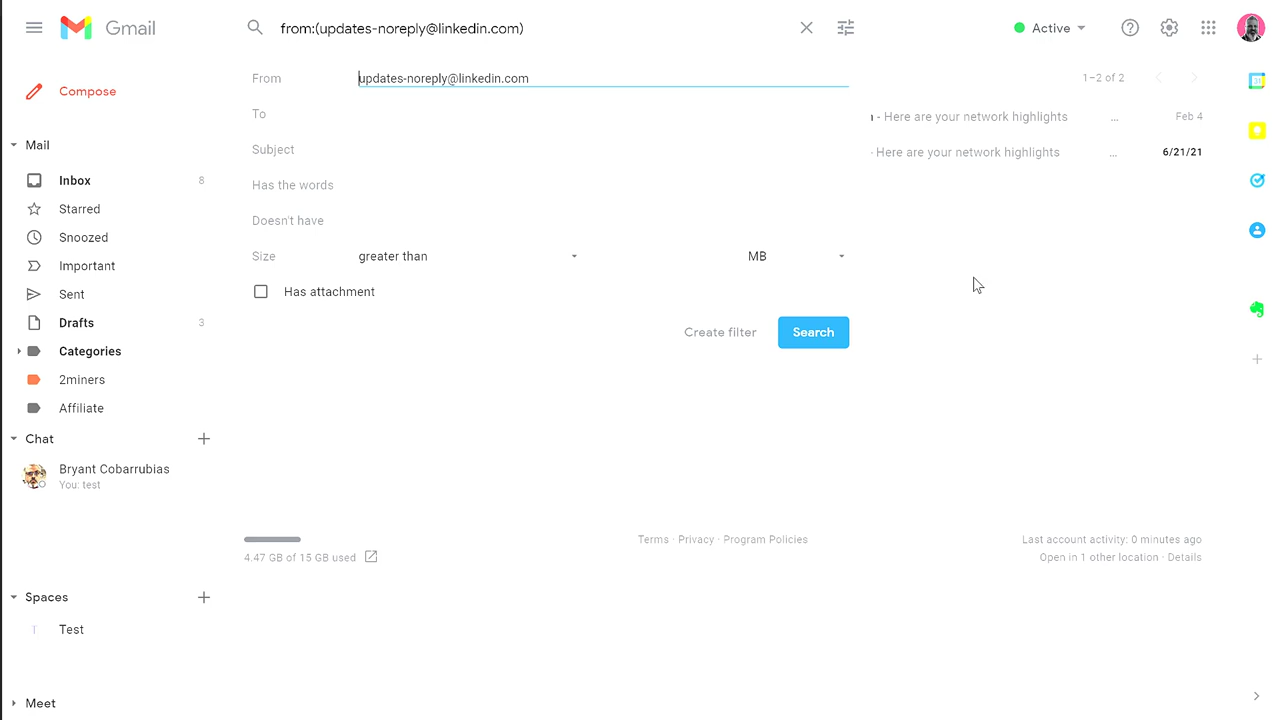 Gmail
from:(updates-noreply@linkedin.com)
Active
Compose
From updates-noreply@linkedin.com
1–2 of 2
To
- Here are your network highlights ... Feb 4
Mail
Subject
- Here are your network highlights ... 6/21/21
Inbox 8
Has the words
Starred
Doesn't have
Snoozed
Size greater than MB
Important
Has attachment
Sent
Drafts 3
Create filter Search
Categories
2miners
Affiliate
Chat
Bryant Cobarrubias
You: test
4.47 GB of 15 GB used
Terms · Privacy · Program Policies
Last account activity: 0 minutes ago
Open in 1 other location · Details
Spaces
T Test
Meet